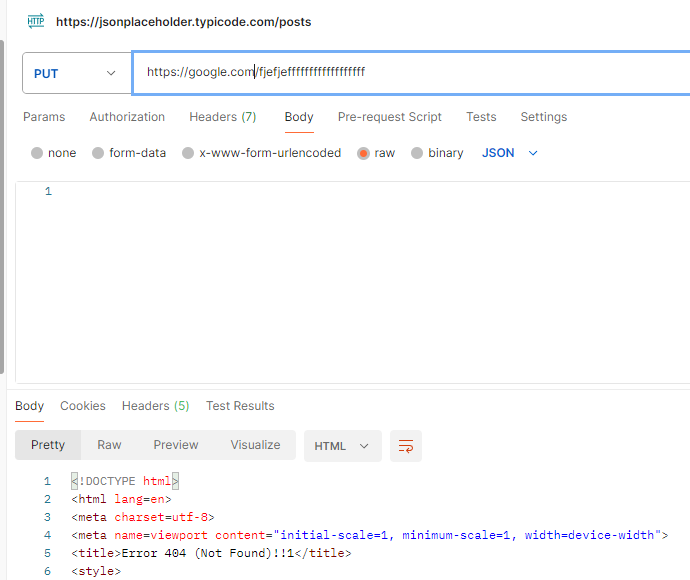 HTTP https://jsonplaceholder.typicode.com/posts
PUT https://google.com/fjefjeffffffffffffffffff
Params Authorization Headers (7) Body Pre-request Script Tests Settings
none form-data x-www-form-urlencoded raw binary JSON
1
Body Cookies Headers (5) Test Results
Pretty Raw Preview Visualize HTML
1 <!DOCTYPE html>
2 <html lang=en>
3 <meta charset=utf-8>
4 <meta name=viewport content="initial-scale=1, minimum-scale=1, width=device-width">
5 <title>Error 404 (Not Found)!!1</title>
6 <style>